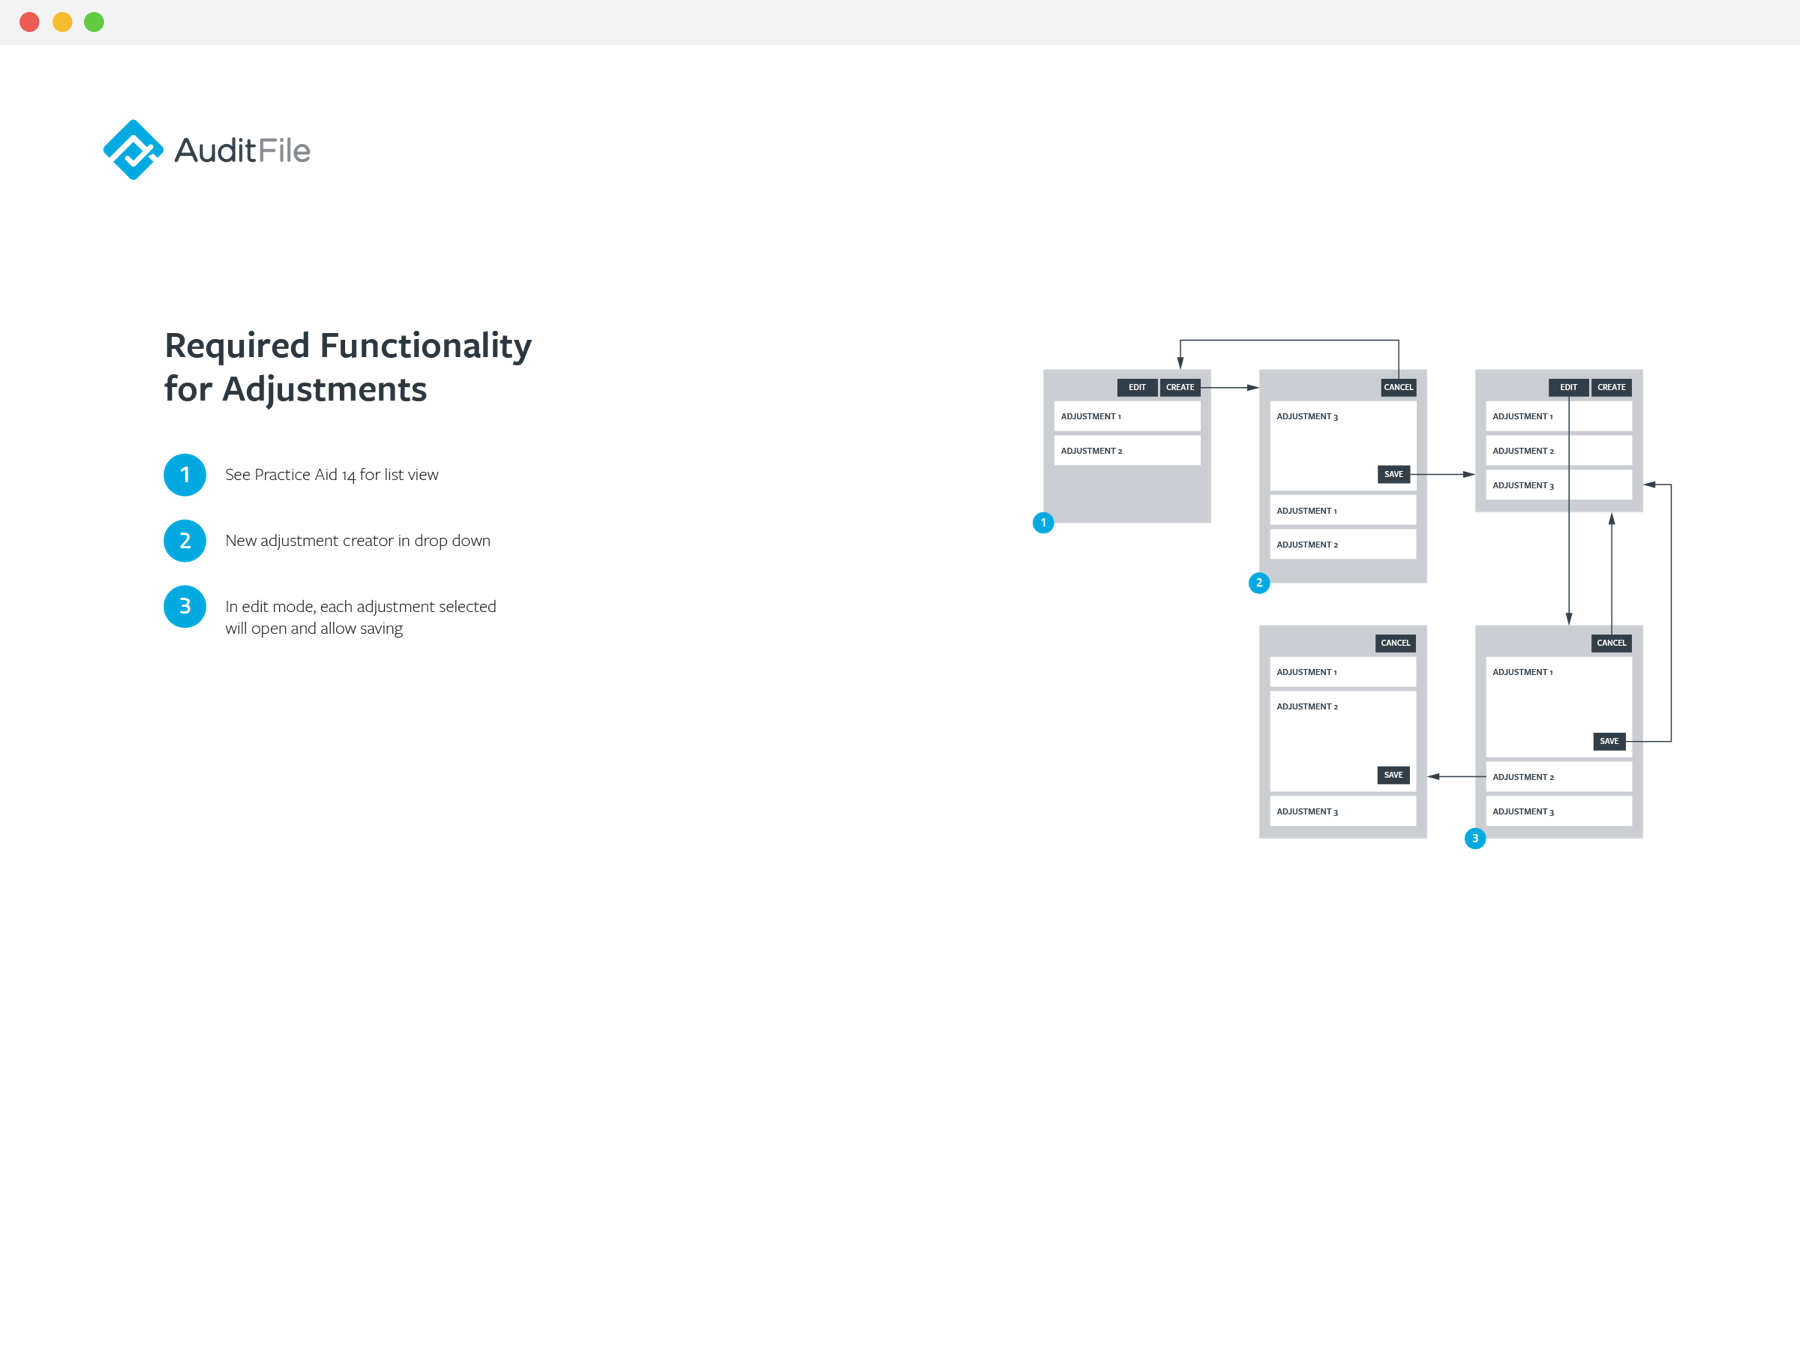 AuditFile
Required Functionality
for Adjustments
1 See Practice Aid 14 for list view
2 New adjustment creator in drop down
3 In edit mode, each adjustment selected
will open and allow saving
EDIT CREATE
ADJUSTMENT 1
ADJUSTMENT 2
1
CANCEL
ADJUSTMENT 3
SAVE
ADJUSTMENT 1
ADJUSTMENT 2
2
EDIT CREATE
ADJUSTMENT 1
ADJUSTMENT 2
ADJUSTMENT 3
CANCEL
ADJUSTMENT 1
ADJUSTMENT 2
SAVE
ADJUSTMENT 3
CANCEL
ADJUSTMENT 1
SAVE
ADJUSTMENT 2
ADJUSTMENT 3
3